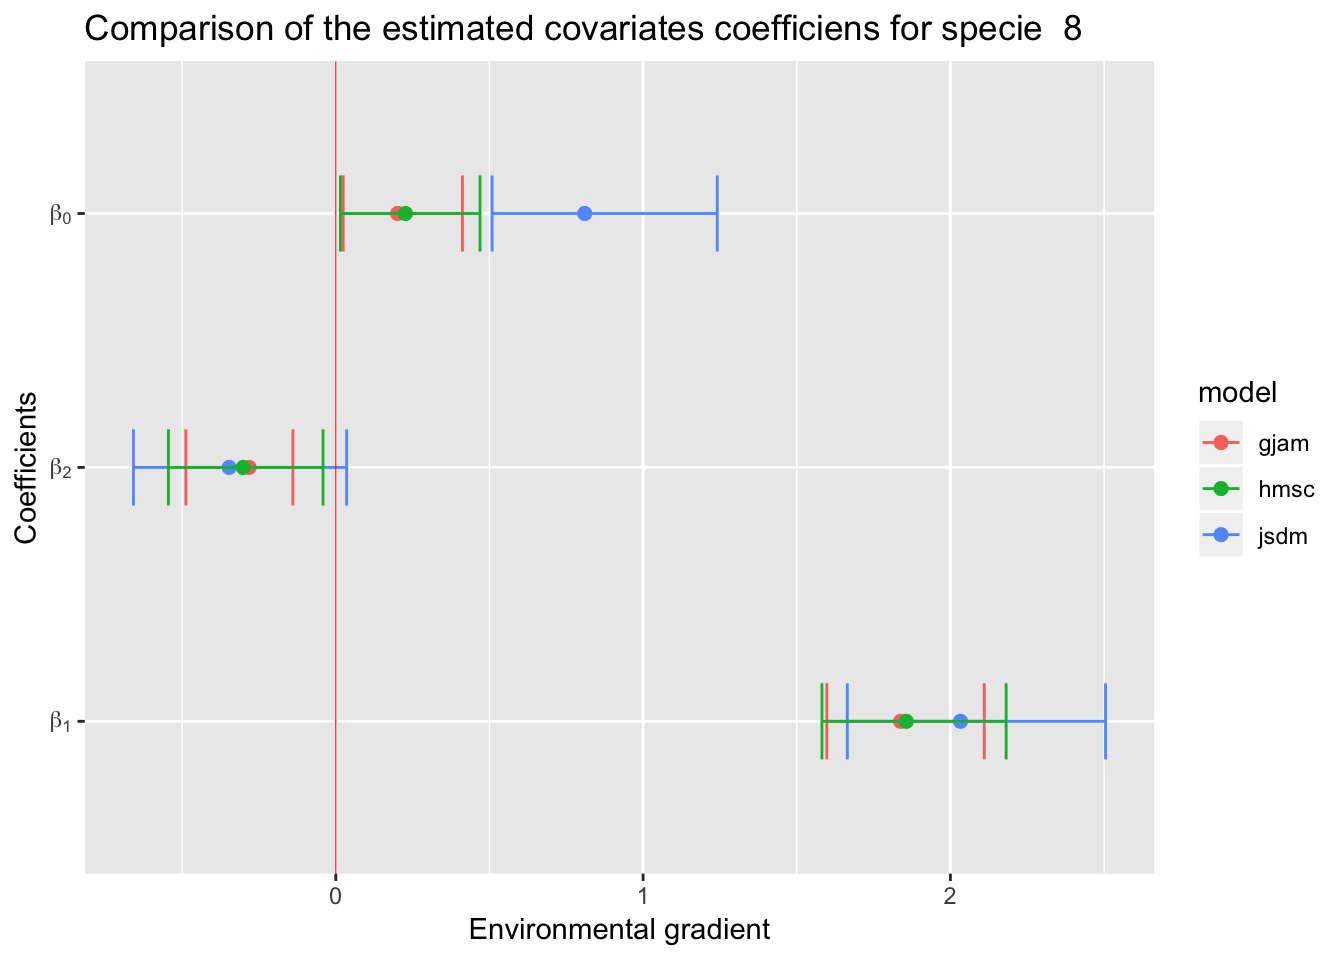 Comparison of the estimated covariates coefficiens for specie  8
Coefficients
β₀
β₂
β₁
0 1 2
Environmental gradient
model
gjam
hmsc
jsdm